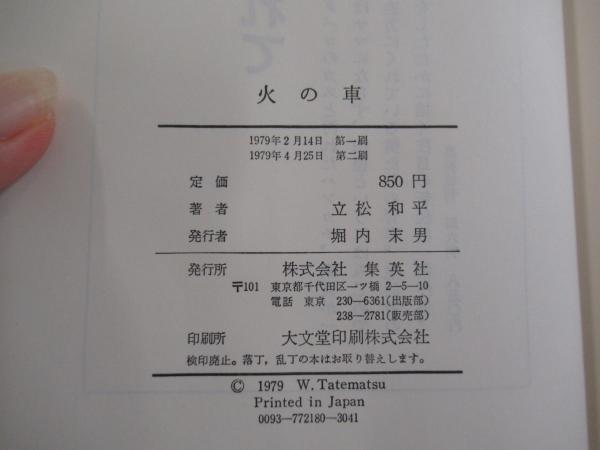 火の車
1979年2月14日 第一刷
1979年4月25日 第二刷
定価 850円
著者 立松和平
発行者 堀内末男
発行所 株式会社 集英社
〒101 東京都千代田区一ツ橋 2—5—10
電話 東京 230—6361(出版部)
238—2781(販売部)
印刷所 大文堂印刷株式会社
検印廃止。落丁，乱丁の本はお取り替えします。
© 1979 W. Tatematsu
Printed in Japan
0093—772180—3041